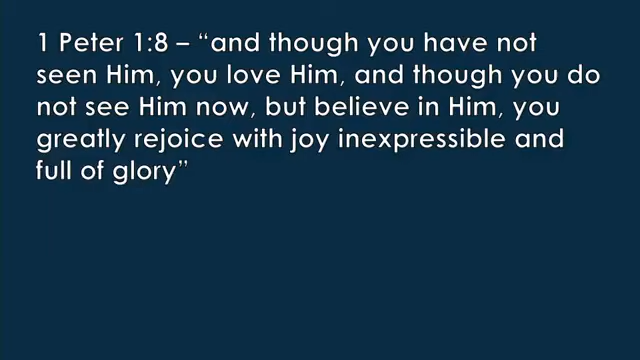 1 Peter 1:8 – “and though you have not
seen Him, you love Him, and though you do
not see Him now, but believe in Him, you
greatly rejoice with joy inexpressible and
full of glory”